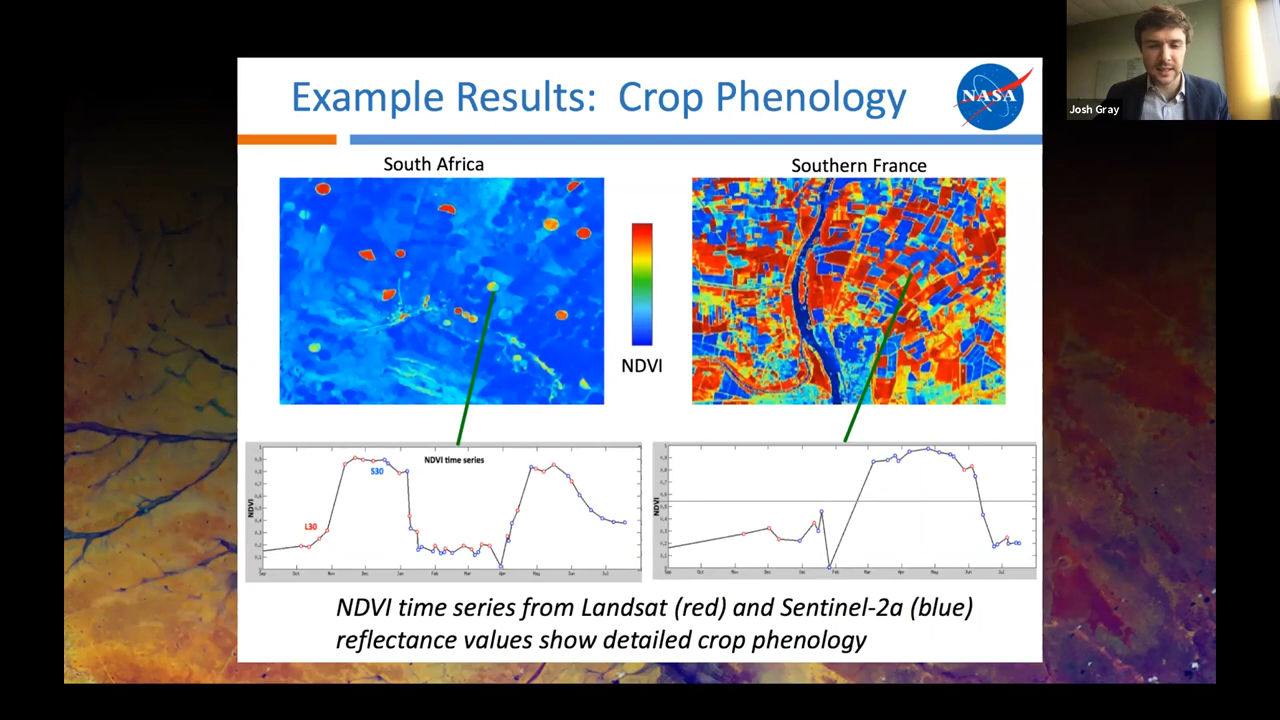 Example Results: Crop Phenology
NASA
Josh Gray
South Africa
Southern France
NDVI
NDVI time series
S30
L30
NDVI
NDVI
NDVI time series from Landsat (red) and Sentinel-2a (blue)
reflectance values show detailed crop phenology